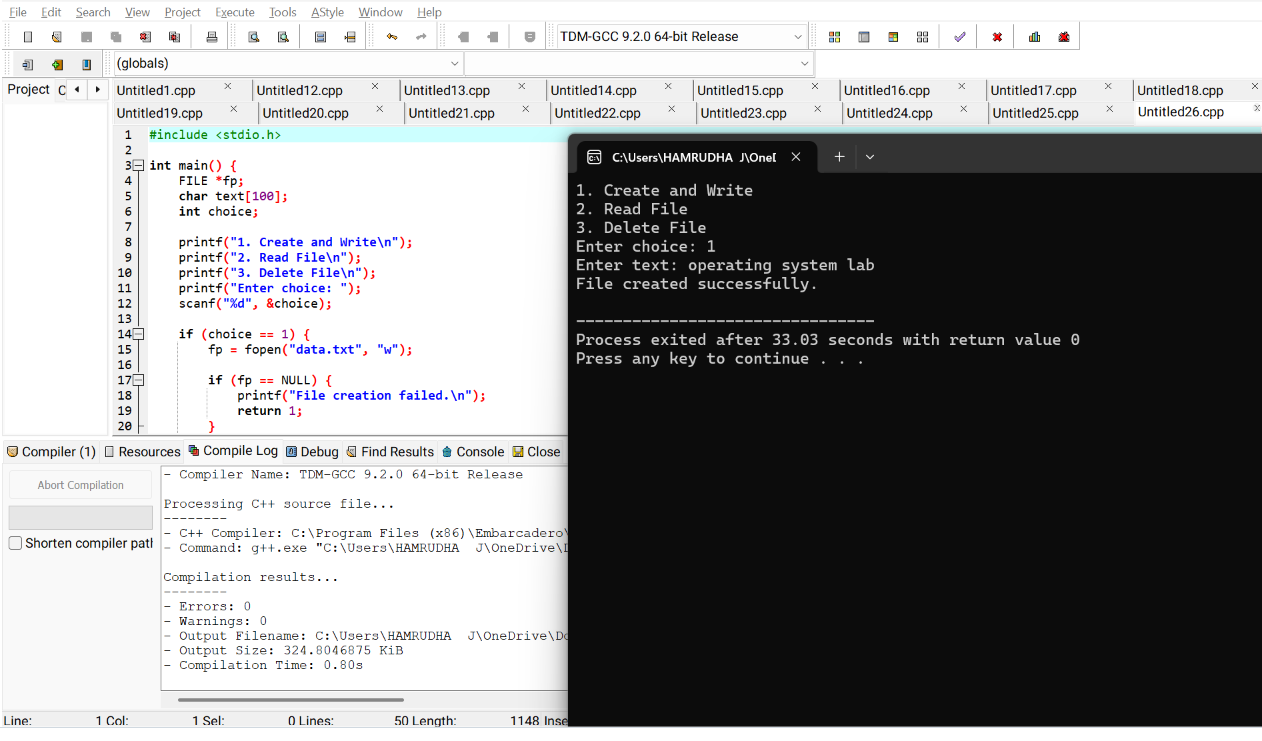 File Edit Search View Project Execute Tools AStyle Window Help
TDM-GCC 9.2.0 64-bit Release
(globals)
Project C Untitled1.cpp Untitled12.cpp Untitled13.cpp Untitled14.cpp Untitled15.cpp Untitled16.cpp Untitled17.cpp Untitled18.cpp
Untitled19.cpp Untitled20.cpp Untitled21.cpp Untitled22.cpp Untitled23.cpp Untitled24.cpp Untitled25.cpp Untitled26.cpp
1 #include <stdio.h>
2
3 int main() {
4 FILE *fp;
5 char text[100];
6 int choice;
7
8 printf("1. Create and Write\n");
9 printf("2. Read File\n");
10 printf("3. Delete File\n");
11 printf("Enter choice: ");
12 scanf("%d", &choice);
13
14 if (choice == 1) {
15 fp = fopen("data.txt", "w");
16
17 if (fp == NULL) {
18 printf("File creation failed.\n");
19 return 1;
20 }
C:\Users\HAMRUDHA J\OneD
1. Create and Write
2. Read File
3. Delete File
Enter choice: 1
Enter text: operating system lab
File created successfully.
--------------------------------
Process exited after 33.03 seconds with return value 0
Press any key to continue . . .
Compiler (1) Resources Compile Log Debug Find Results Console Close
Abort Compilation
Shorten compiler path
- Compiler Name: TDM-GCC 9.2.0 64-bit Release
Processing C++ source file...
--------
- C++ Compiler: C:\Program Files (x86)\Embarcadero\
- Command: g++.exe "C:\Users\HAMRUDHA J\OneDrive\D
Compilation results...
--------
- Errors: 0
- Warnings: 0
- Output Filename: C:\Users\HAMRUDHA J\OneDrive\Do
- Output Size: 324.8046875 KiB
- Compilation Time: 0.80s
Line: 1 Col: 1 Sel: 0 Lines: 50 Length: 1148 Inse